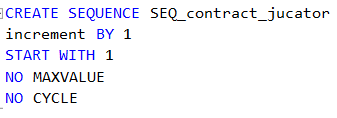 CREATE SEQUENCE SEQ_contract_jucator
increment BY 1
START WITH 1
NO MAXVALUE
NO CYCLE